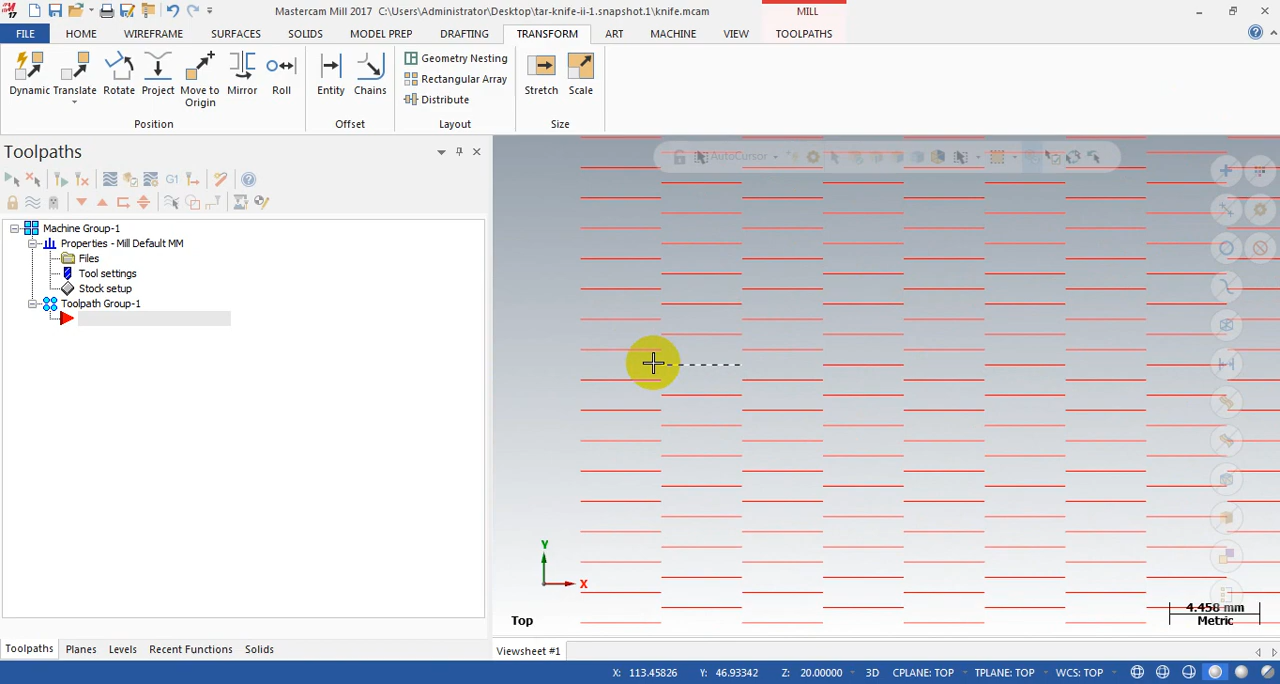 Mastercam Mill 2017 C:\Users\Administrator\Desktop\tar-knife-ii-1.snapshot.1\knife.mcam
MILL
FILE HOME WIREFRAME SURFACES SOLIDS MODEL PREP DRAFTING TRANSFORM ART MACHINE VIEW TOOLPATHS
Dynamic Translate Rotate Project Move to Origin Mirror Roll
Position
Entity Chains
Offset
Geometry Nesting
Rectangular Array
Distribute
Layout
Stretch Scale
Size
Toolpaths
AutoCursor
G1
Machine Group-1
Properties - Mill Default MM
Files
Tool settings
Stock setup
Toolpath Group-1
Y
X
Top
4.458 mm
Metric
Toolpaths Planes Levels Recent Functions Solids
Viewsheet #1
X: 113.45826 Y: 46.93342 Z: 20.00000 3D CPLANE: TOP TPLANE: TOP WCS: TOP